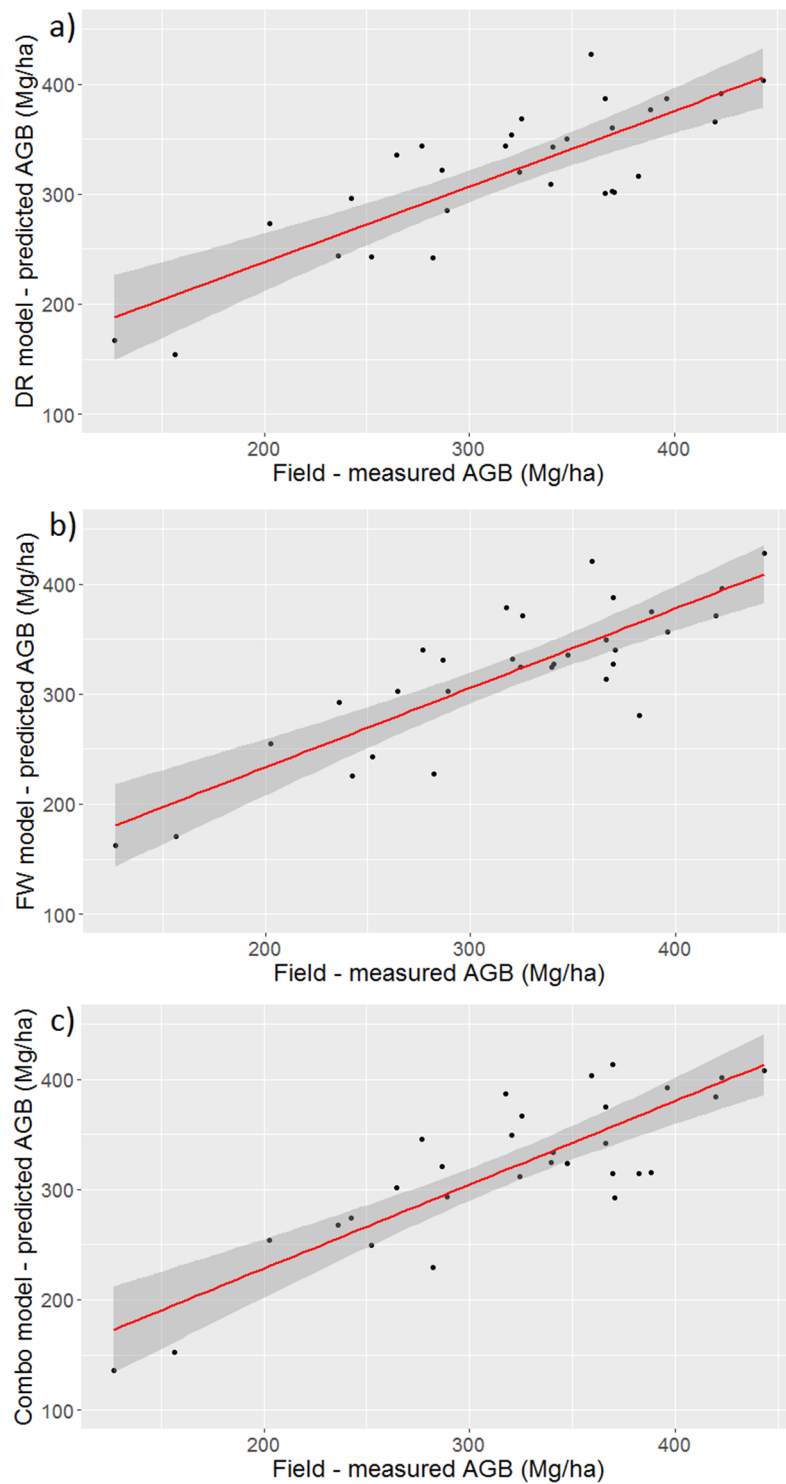 a)
DR model - predicted AGB (Mg/ha)
400
300
200
100
200 300 400
Field - measured AGB (Mg/ha)
b)
FW model - predicted AGB (Mg/ha)
400
300
200
100
200 300 400
Field - measured AGB (Mg/ha)
c)
Combo model - predicted AGB (Mg/ha)
400
300
200
100
200 300 400
Field - measured AGB (Mg/ha)